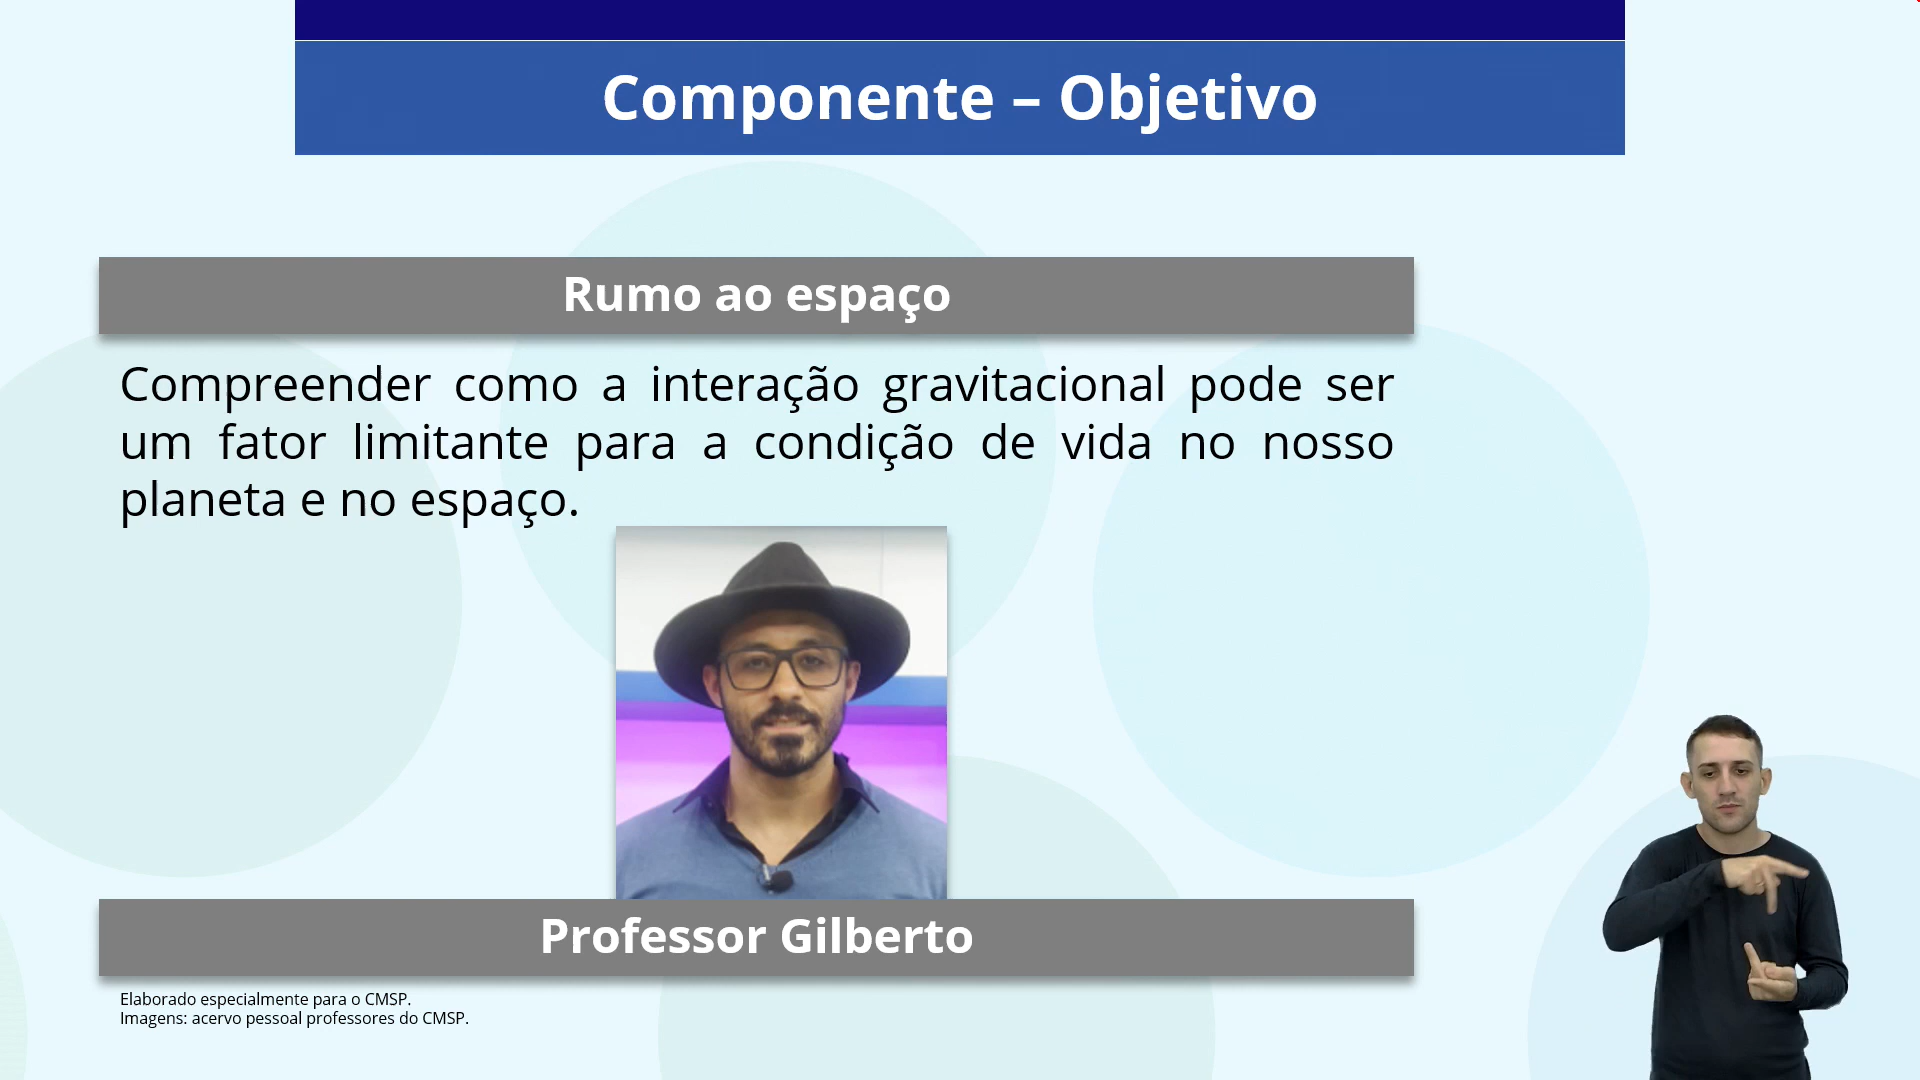 Componente – Objetivo
Rumo ao espaço
Compreender como a interação gravitacional pode ser
um fator limitante para a condição de vida no nosso
planeta e no espaço.
Professor Gilberto
Elaborado especialmente para o CMSP.
Imagens: acervo pessoal professores do CMSP.